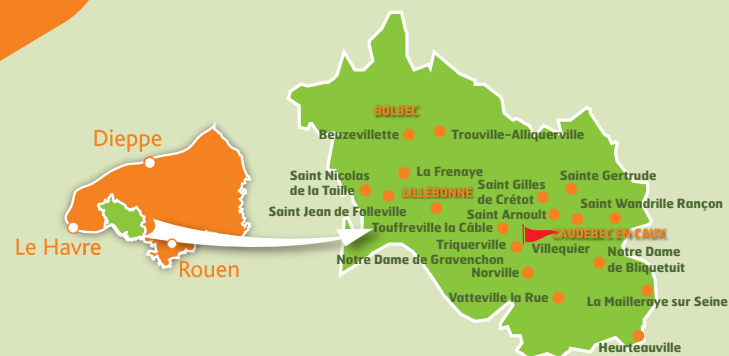 Dieppe
Le Havre
Rouen
BOLBEC
Beuzevillette
Trouville-Alliquerville
Saint Nicolas
de la Taille
La Frenaye
LILLEBONNE
Saint Jean de Folleville
Sainte Gertrude
Saint Gilles
de Crétot
Saint Wandrille Rançon
Saint Arnoult
Touffreville la Câble
CAUDEBEC EN CAUX
Triquerville
Villequier
Notre Dame de Gravenchon
Notre Dame
de Bliquetuit
Norville
Vatteville la Rue
La Mailleraye sur Seine
Heurteauville